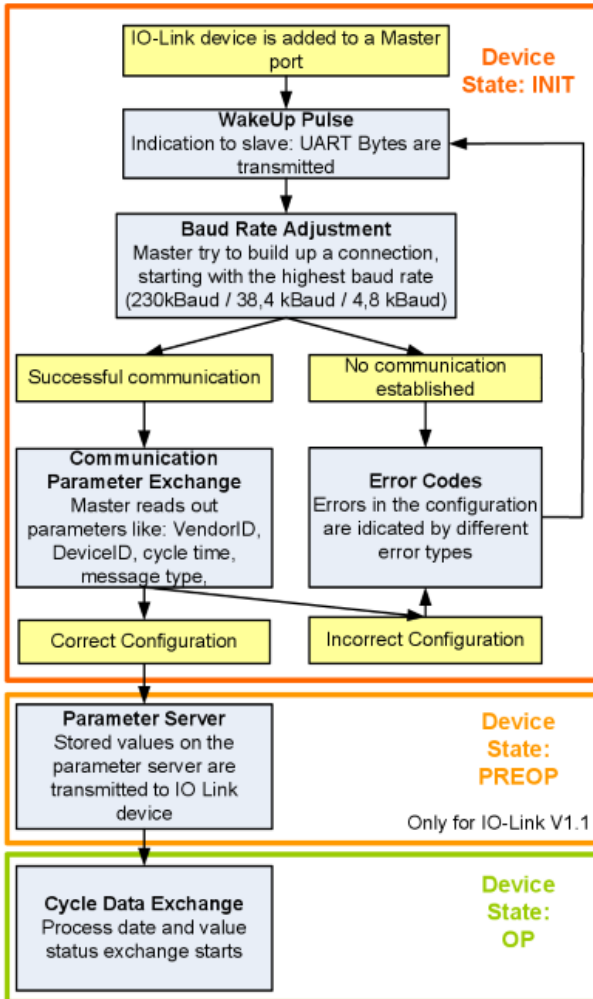 IO-Link device is added to a Master
port
Device
State: INIT
WakeUp Pulse
Indication to slave: UART Bytes are
transmitted
Baud Rate Adjustment
Master try to build up a connection,
starting with the highest baud rate
(230kBaud / 38,4 kBaud / 4,8 kBaud)
Successful communication
No communication
established
Communication
Parameter Exchange
Master reads out
parameters like: VendorID,
DeviceID, cycle time,
message type,
Error Codes
Errors in the configuration
are idicated by different
error types
Correct Configuration
Incorrect Configuration
Parameter Server
Stored values on the
parameter server are
transmitted to IO Link
device
Device
State:
PREOP
Only for IO-Link V1.1
Cycle Data Exchange
Process date and value
status exchange starts
Device
State:
OP